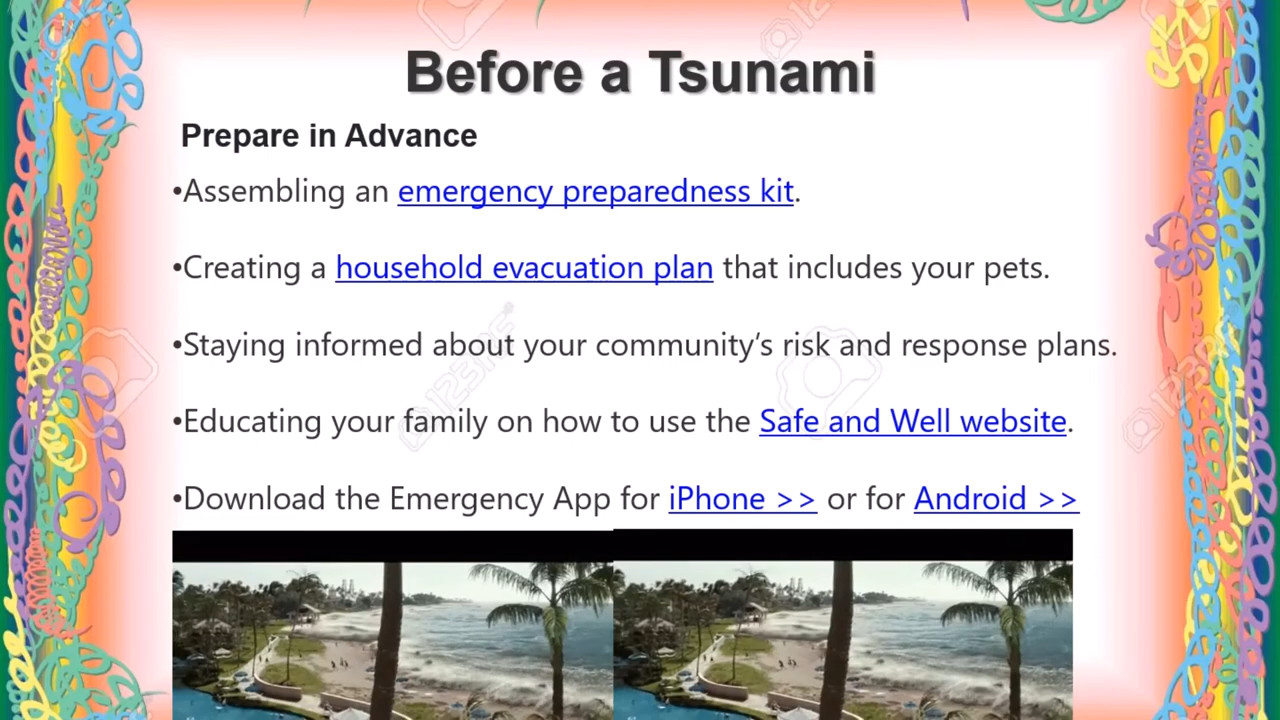 Before a Tsunami
Prepare in Advance
•Assembling an emergency preparedness kit.
•Creating a household evacuation plan that includes your pets.
•Staying informed about your community’s risk and response plans.
•Educating your family on how to use the Safe and Well website.
•Download the Emergency App for iPhone >> or for Android >>
123RF
123RF